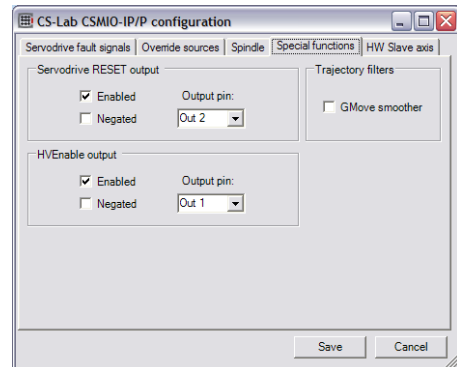 CS-Lab CSMIO-IP/P configuration
Servodrive fault signals
Override sources
Spindle
Special functions
HW Slave axis
Servodrive RESET output
Enabled
Output pin:
Negated
Out 2
Trajectory filters
GMove smoother
HVEnable output
Enabled
Output pin:
Negated
Out 1
Save
Cancel